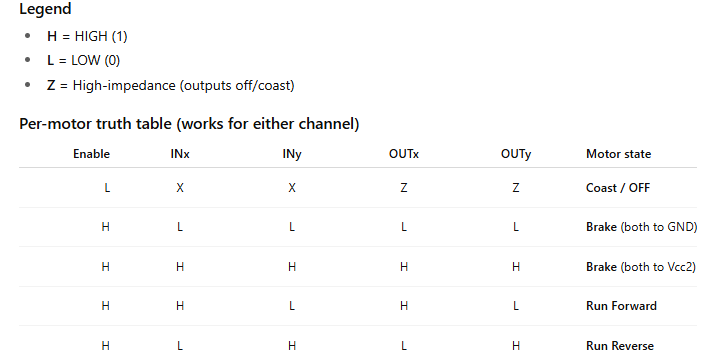 Legend
H = HIGH (1)
L = LOW (0)
Z = High-impedance (outputs off/coast)
Per-motor truth table (works for either channel)
Enable INx INy OUTx OUTy Motor state
L X X Z Z Coast / OFF
H L L L L Brake (both to GND)
H H H H H Brake (both to Vcc2)
H H L H L Run Forward
H L H L H Run Reverse